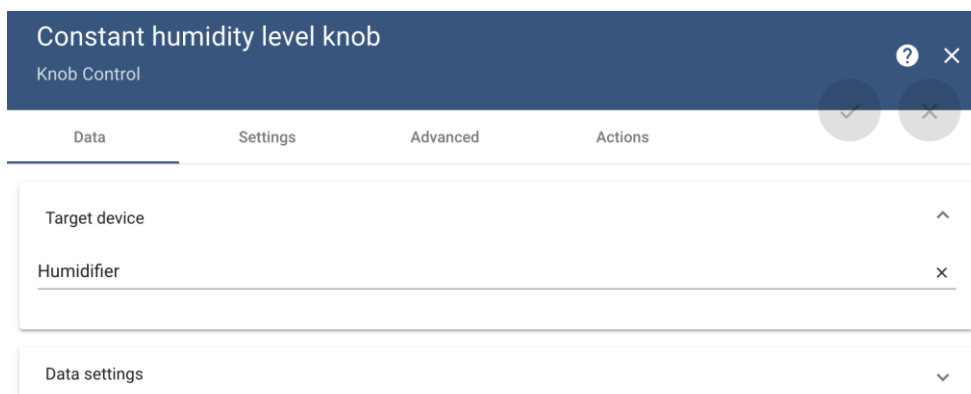 Constant humidity level knob
Knob Control
Data Settings Advanced Actions
Target device
Humidifier
Data settings